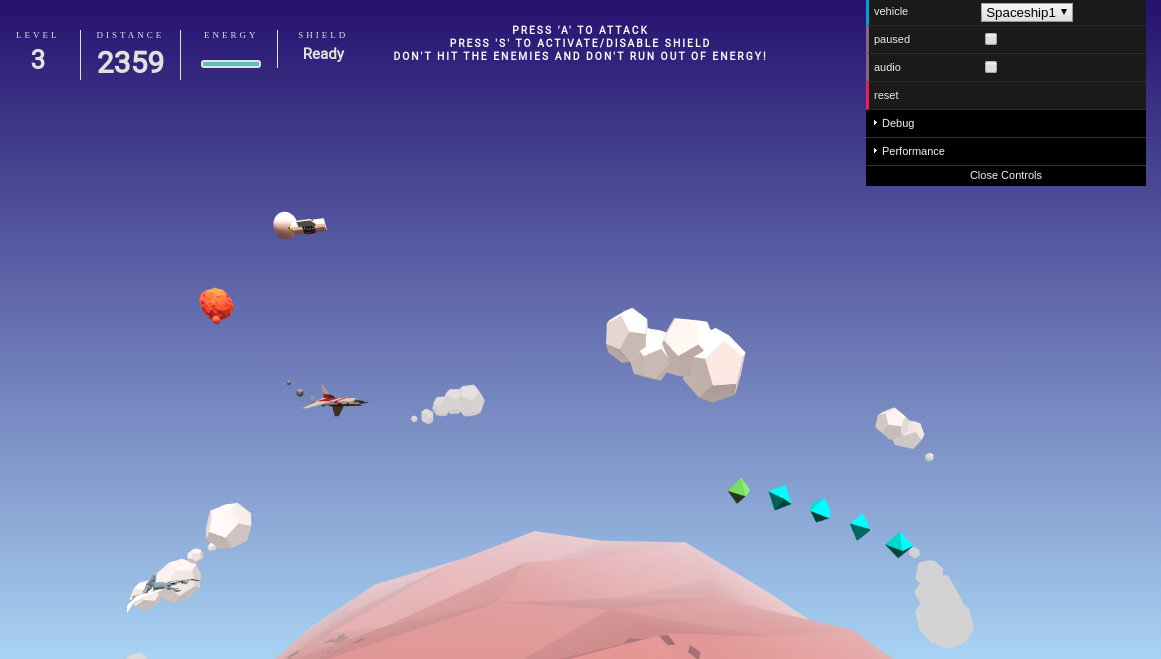 LEVEL
3
DISTANCE
2359
ENERGY
SHIELD
Ready
PRESS 'A' TO ATTACK
PRESS 'S' TO ACTIVATE/DISABLE SHIELD
DON'T HIT THE ENEMIES AND DON'T RUN OUT OF ENERGY!
vehicle
Spaceship1
paused
audio
reset
Debug
Performance
Close Controls